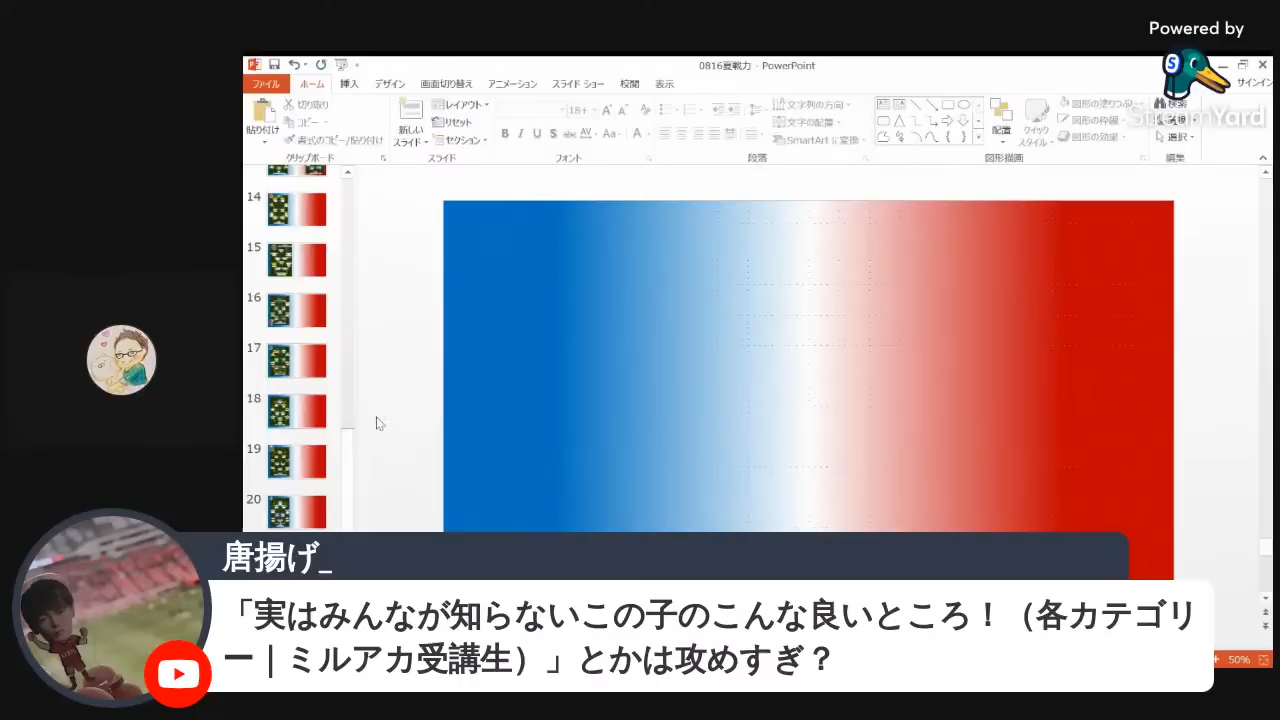 Powered by
StreamYard
0816夏戦力 - PowerPoint
サインイン
ファイル
ホーム
挿入
デザイン
画面切り替え
アニメーション
スライド ショー
校閲
表示
貼り付け
切り取り
コピー
書式のコピー/貼り付け
クリップボード
新しい
スライド
レイアウト
リセット
セクション
スライド
18+
B I U S abc AV Aa A
フォント
文字列の方向
文字の配置
SmartArt に変換
段落
配置
クイック
スタイル
図形の塗りつぶし
図形の枠線
図形の効果
図形描画
検索
置換
選択
編集
14
15
16
17
18
19
20
唐揚げ_
「実はみんなが知らないこの子のこんな良いところ！（各カテゴリ
ー｜ミルアカ受講生）」とかは攻めすぎ？
50%